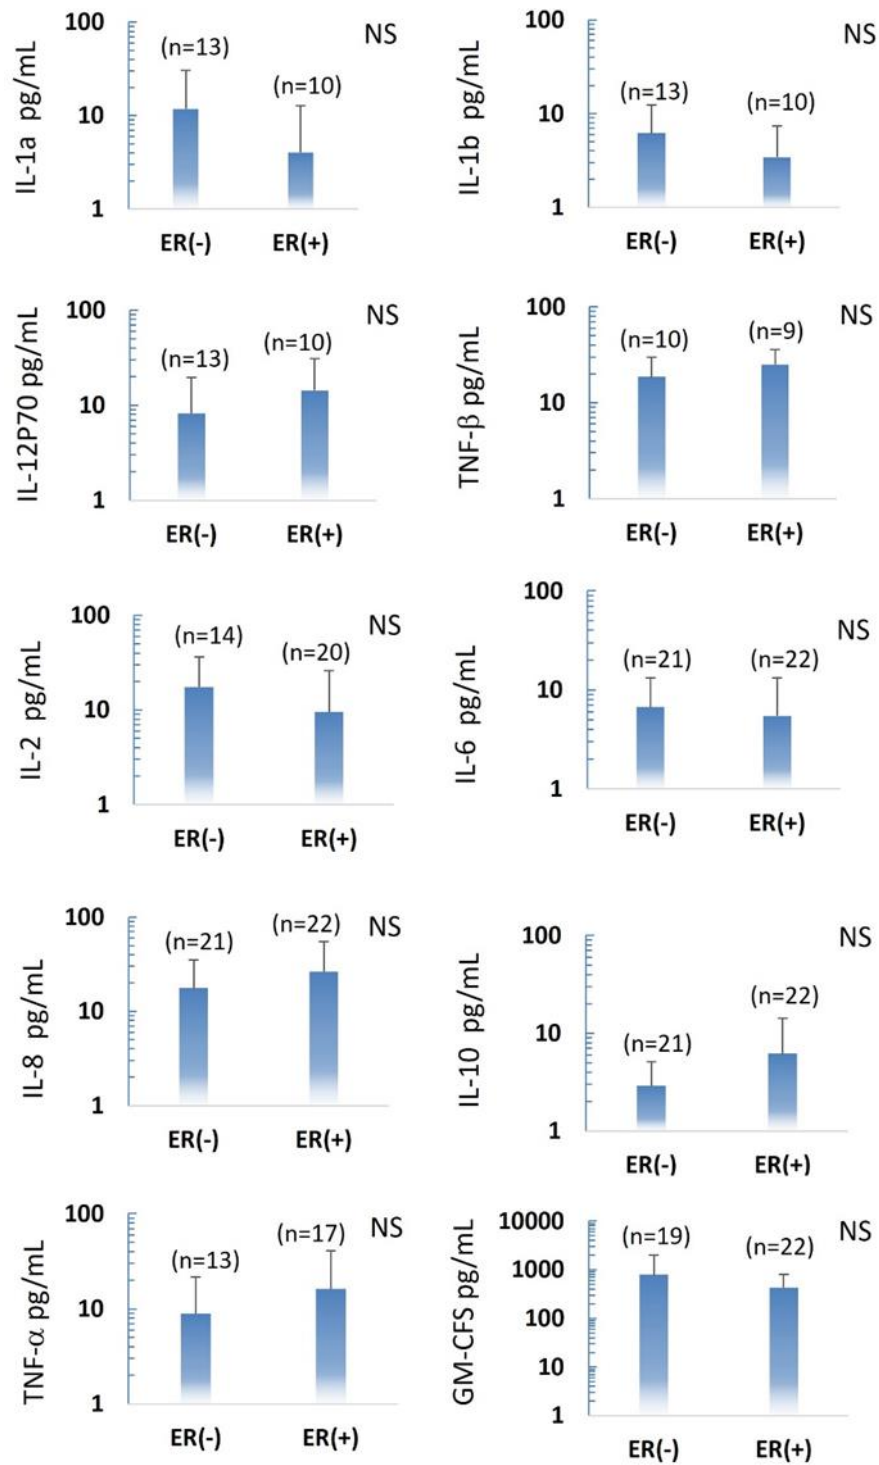 IL-1a pg/mL
100
10
1
(n=13)
(n=10)
NS
ER(-) ER(+)
IL-1b pg/mL
100
10
1
(n=13)
(n=10)
NS
ER(-) ER(+)
IL-12P70 pg/mL
100
10
1
(n=13)
(n=10)
NS
ER(-) ER(+)
TNF-β pg/mL
100
10
1
(n=10)
(n=9)
NS
ER(-) ER(+)
IL-2 pg/mL
100
10
1
(n=14)
(n=20)
NS
ER(-) ER(+)
IL-6 pg/mL
100
10
1
(n=21)
(n=22)
NS
ER(-) ER(+)
IL-8 pg/mL
100
10
1
(n=21)
(n=22)
NS
ER(-) ER(+)
IL-10 pg/mL
100
10
1
(n=21)
(n=22)
NS
ER(-) ER(+)
TNF-α pg/mL
100
10
1
(n=13)
(n=17)
NS
ER(-) ER(+)
GM-CFS pg/mL
10000
1000
100
10
1
(n=19)
(n=22)
NS
ER(-) ER(+)